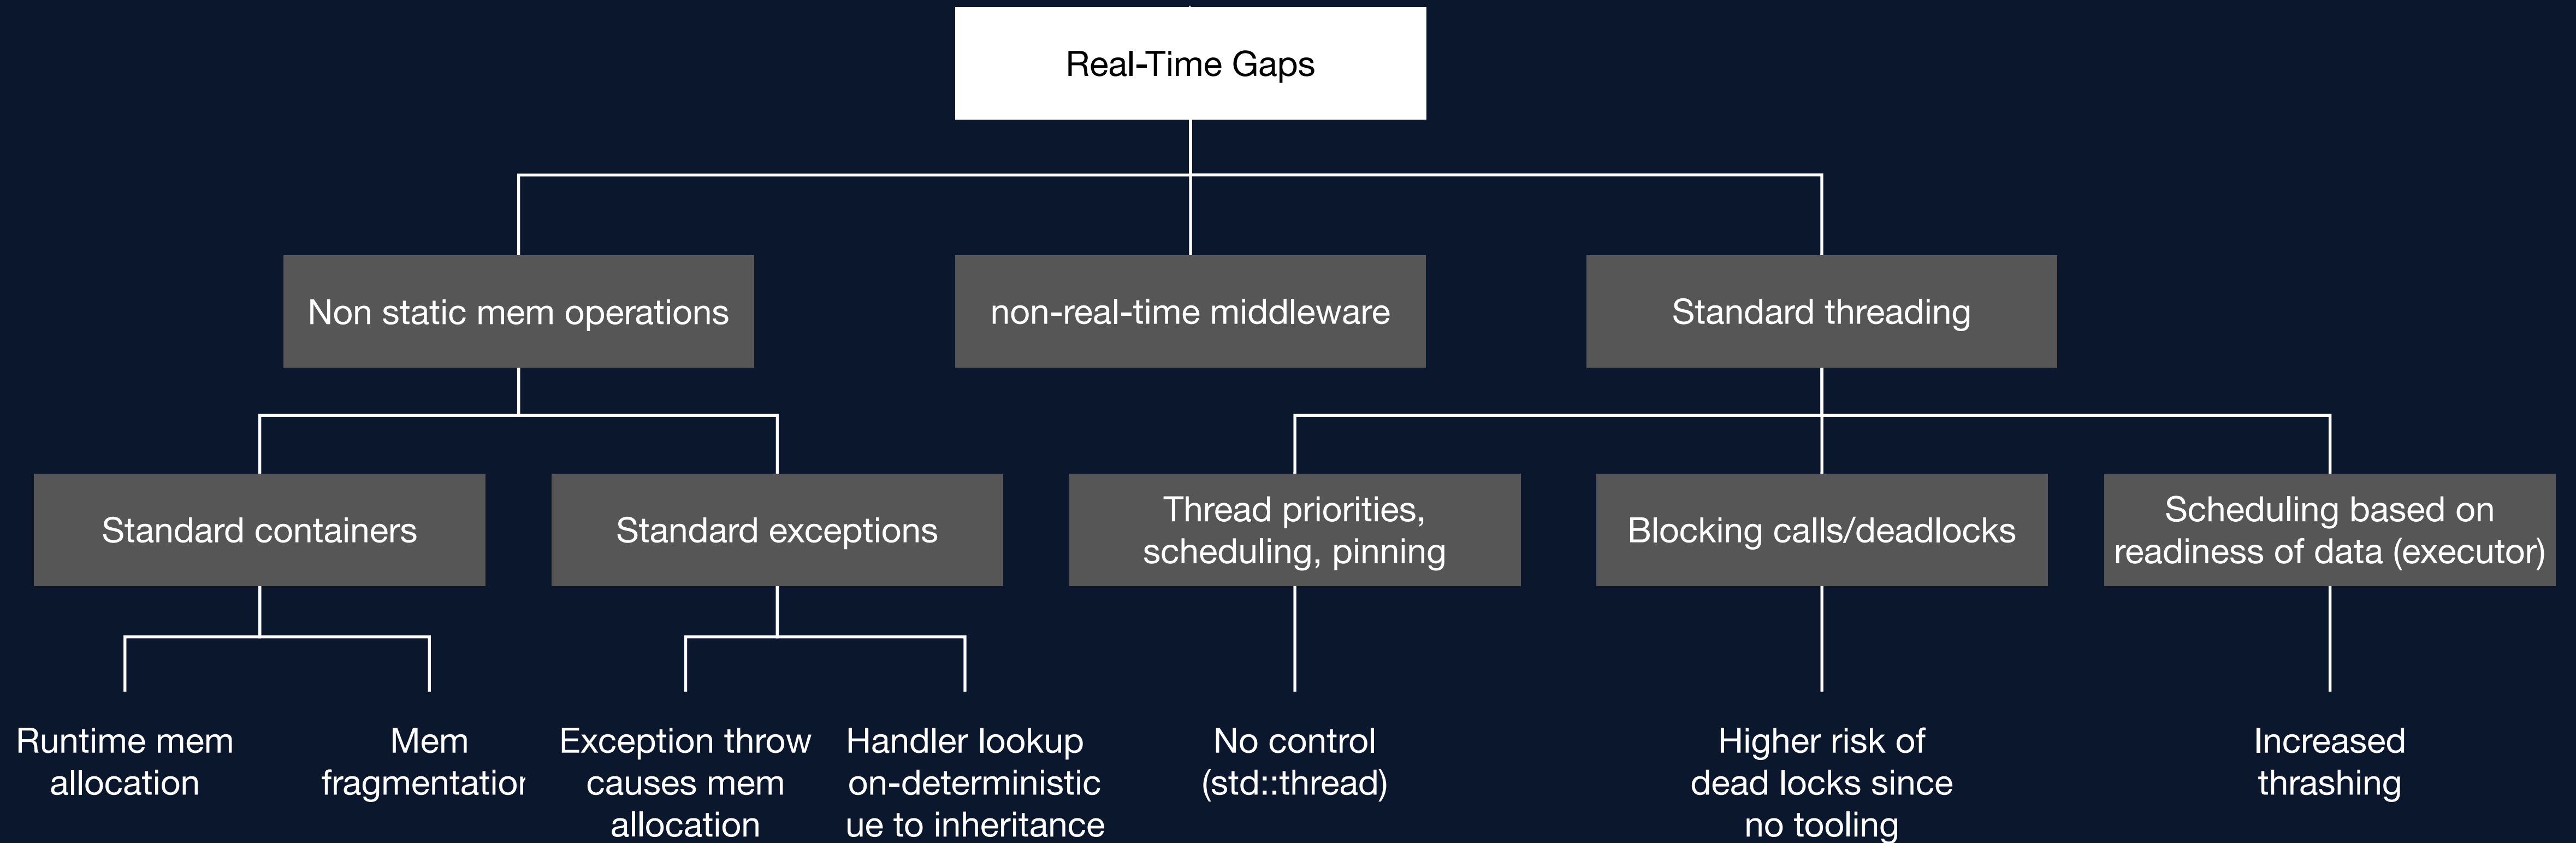 Real-Time Gaps
Non static mem operations
non-real-time middleware
Standard threading
Standard containers
Standard exceptions
Thread priorities,
scheduling, pinning
Blocking calls/deadlocks
Scheduling based on
readiness of data (executor)
Runtime mem
allocation
Mem
fragmentation
Exception throw
causes mem
allocation
Handler lookup
on-deterministic
ue to inheritance
No control
(std::thread)
Higher risk of
dead locks since
no tooling
Increased
thrashing